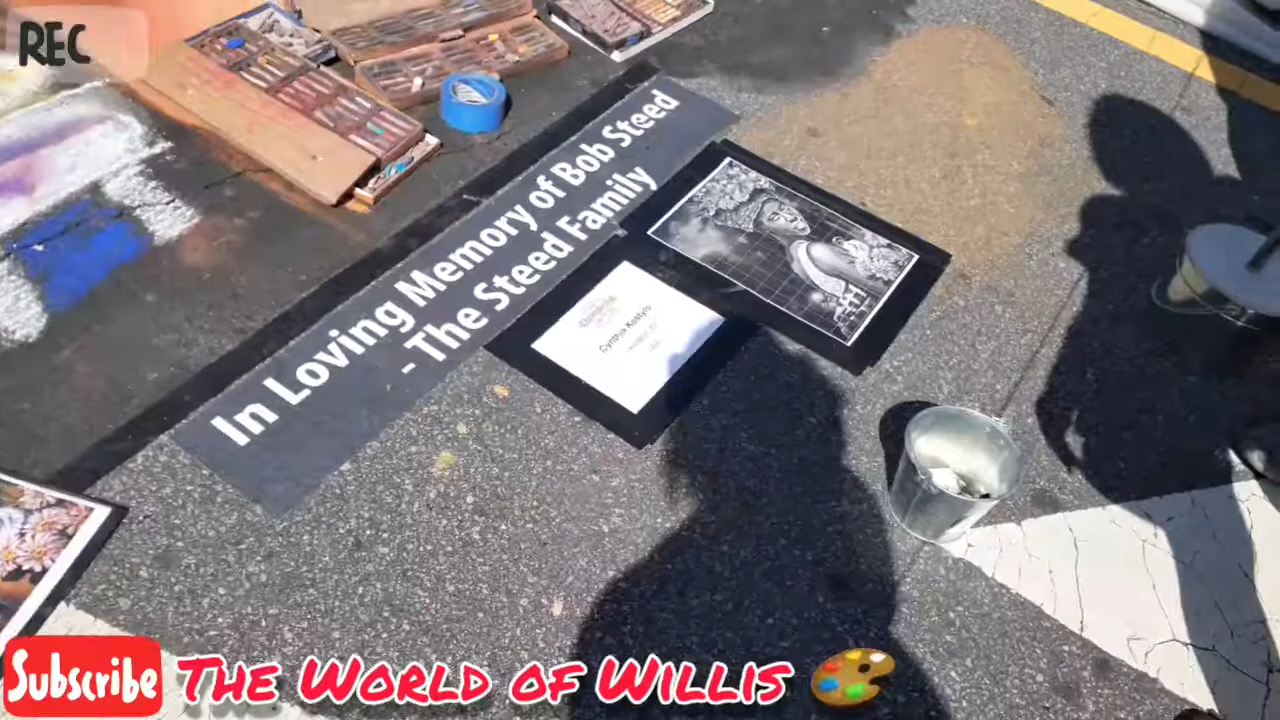 REC
In Loving Memory of Bob Steed
- The Steed Family
Cynthia Kostylo
Subscribe
The World of Willis